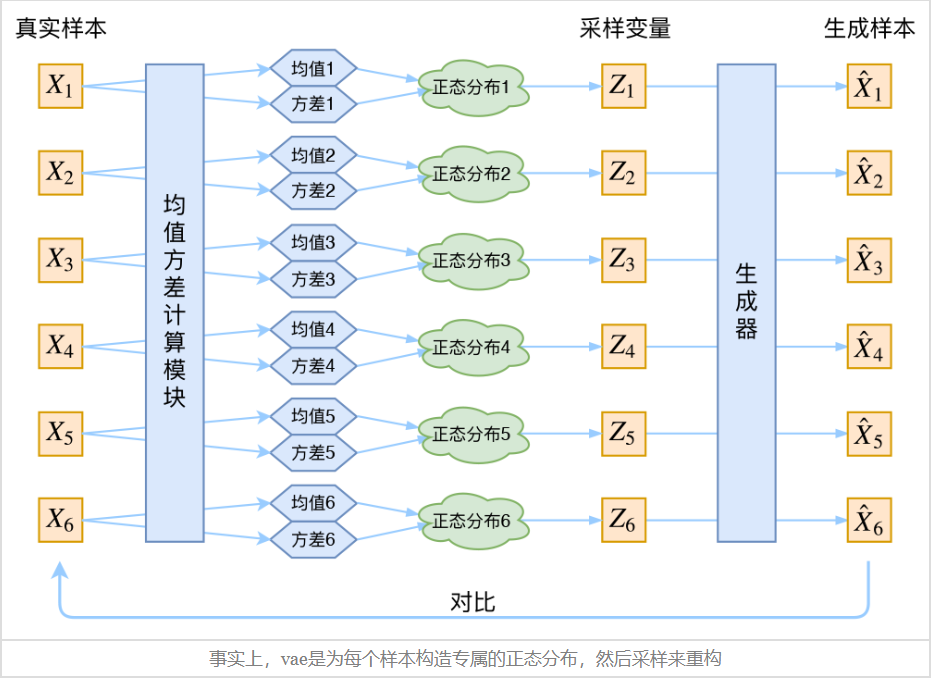 真实样本 采样变量 生成样本
X₁ 均值1 方差1 正态分布1 Z₁ X̂₁
X₂ 均值2 方差2 正态分布2 Z₂ X̂₂
X₃ 均值3 方差3 正态分布3 Z₃ X̂₃
X₄ 均值4 方差4 正态分布4 Z₄ X̂₄
X₅ 均值5 方差5 正态分布5 Z₅ X̂₅
X₆ 均值6 方差6 正态分布6 Z₆ X̂₆
均值方差计算模块
生成器
对比
事实上，vae是为每个样本构造专属的正态分布，然后采样来重构